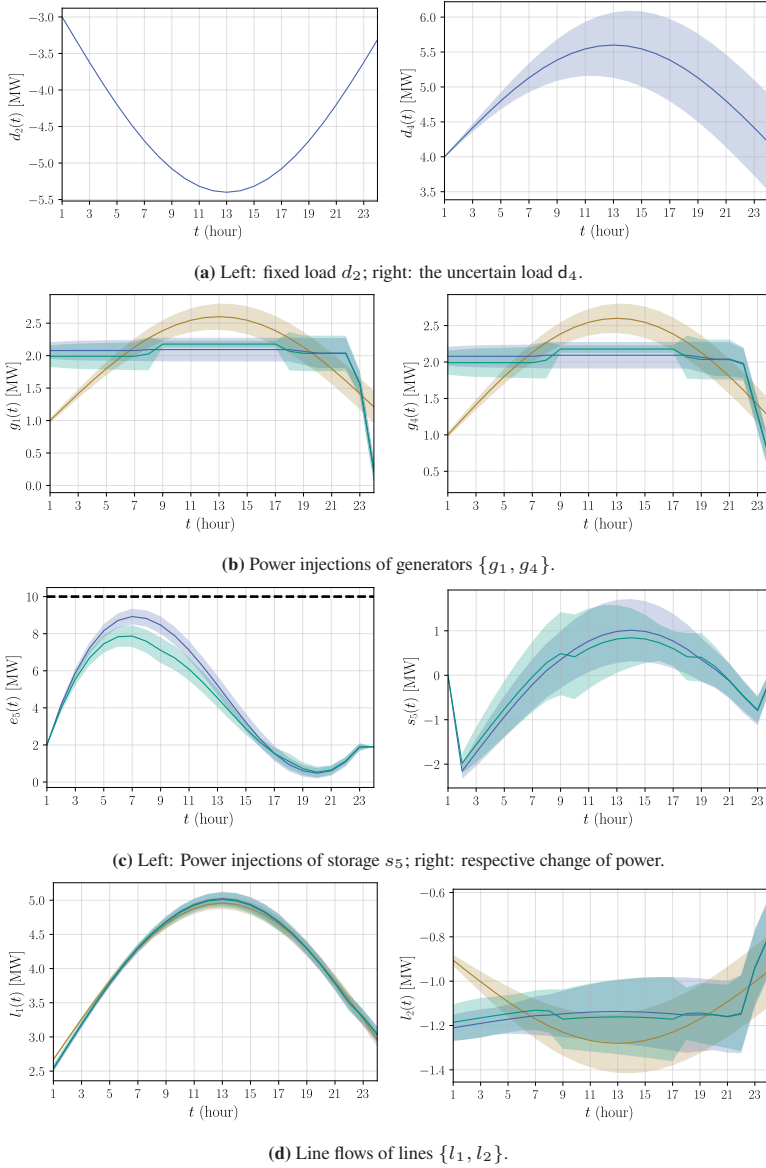 −3.0
−3.5
−4.0
−4.5
−5.0
−5.5
d₂(t) [MW]
1 3 5 7 9 11 13 15 17 19 21 23
t (hour)
6.0
5.5
5.0
4.5
4.0
3.5
d₄(t) [MW]
1 3 5 7 9 11 13 15 17 19 21 23
t (hour)
(a) Left: fixed load d₂; right: the uncertain load d₄.
2.5
2.0
1.5
1.0
0.5
0.0
g₁(t) [MW]
1 3 5 7 9 11 13 15 17 19 21 23
t (hour)
2.5
2.0
1.5
1.0
0.5
g₄(t) [MW]
1 3 5 7 9 11 13 15 17 19 21 23
t (hour)
(b) Power injections of generators {g₁, g₄}.
10
8
6
4
2
0
e₅(t) [MW]
1 3 5 7 9 11 13 15 17 19 21 23
t (hour)
1
0
−1
−2
s₅(t) [MW]
1 3 5 7 9 11 13 15 17 19 21 23
t (hour)
(c) Left: Power injections of storage s₅; right: respective change of power.
5.0
4.5
4.0
3.5
3.0
2.5
l₁(t) [MW]
1 3 5 7 9 11 13 15 17 19 21 23
t (hour)
−0.6
−0.8
−1.0
−1.2
−1.4
l₂(t) [MW]
1 3 5 7 9 11 13 15 17 19 21 23
t (hour)
(d) Line flows of lines {l₁, l₂}.